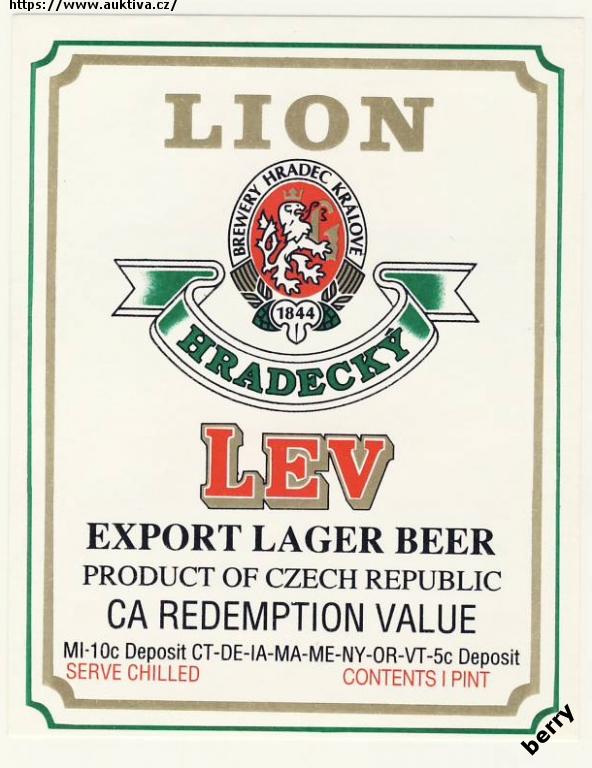 https://www.auktiva.cz/
LION
BREWERY HRADEC KRÁLOVÉ
1844
HRADECKÝ
LEV
EXPORT LAGER BEER
PRODUCT OF CZECH REPUBLIC
CA REDEMPTION VALUE
MI-10c Deposit CT-DE-IA-MA-ME-NY-OR-VT-5c Deposit
SERVE CHILLED CONTENTS I PINT
berry